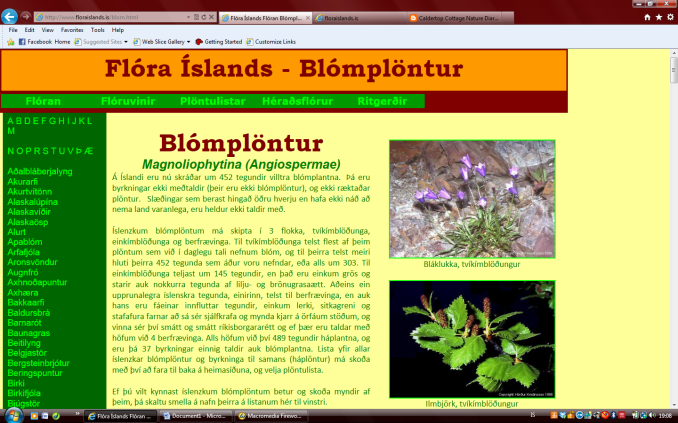 http://www.floraislands.is/blom.html
Flóra Íslands Flóran Blómpl...
floraislands.is
Cabletop Cottage Nature Diar...
File Edit View Favorites Tools Help
Facebook Home Suggested Sites Web Slice Gallery Getting Started Customize Links
Flóra Íslands - Blómplöntur
Flóran Flóruvinir Plöntulistar Héraðsflórur Ritgerðir
A B D E F G H I J K L
M
N O P R S T U V Þ Æ
Aðalbláberjalyng
Akurarfi
Akurtvítönn
Alaskalúpína
Alaskavíðir
Alaskaösp
Alurt
Apablóm
Arfafjóla
Aronsvöndur
Augnfró
Axhnoðapuntur
Axhæra
Bakkaarfi
Baldursbrá
Barnarót
Baunagras
Beitilyng
Belgjastör
Bergsteinbrjótur
Beringspuntur
Birki
Birkifjóla
Blómplöntur
Magnoliophytina (Angiospermae)
Á Íslandi eru nú skráðar um 452 tegundir villtra blómplantna. Þá eru
byrkningar ekki meðtaldir (þeir eru ekki blómplöntur), og ekki ræktaðar
plöntur. Slæðingar sem berast hingað öðru hverju en hafa ekki náð að
nema land varanlega, eru heldur ekki taldir með.
Íslenzkum blómplöntum má skipta í 3 flokka, tvíkímblöðunga,
einkímblöðunga og berfrævinga. Til tvíkímblöðunga telst flest af þeim
plöntum sem við í daglegu tali nefnum blóm, og til þeirra telst meiri
hluti þeirra 452 tegunda sem áður voru nefndar, eða alls um 303. Til
einkímblöðunga teljast um 145 tegundir, en það eru einkum grös og
starir auk nokkurra tegunda af lilju- og brönugrasaætt. Aðeins ein
upprunalegra íslenskra tegunda, einirinn, telst til berfrævinga, en auk
hans eru fáeinar innfluttar tegundir, einkum lerki, sitkagreni og
stafafura farnar að sá sér sjálfkrafa og mynda kjarr á örfáum stöðum, og
vinna sér því smátt og smátt ríkisborgararétt og ef þær eru taldar með
höfum við 4 berfrævinga. Alls höfum við því 489 tegundir háplantna, og
eru þá 37 byrkningar einnig taldir auk blómplantna. Lista yfir allar
íslenzkar blómplöntur og byrkninga til samans (háplöntur) má skoða
með því að fara til baka á heimasíðuna, og velja plöntulista.
Ef þú vilt kynnast íslenzkum blómplöntum betur og skoða myndir af
þeim, þá skaltu smella á nafn þeirra á listanum hér til vinstri.
Bláklukka, tvíkímblöðungur
Ilmbjörk, tvíkímblöðungur
Flóra Íslands Flóran ...
Document1 - Micro...
Macromedia Firewo...
IS
19:08